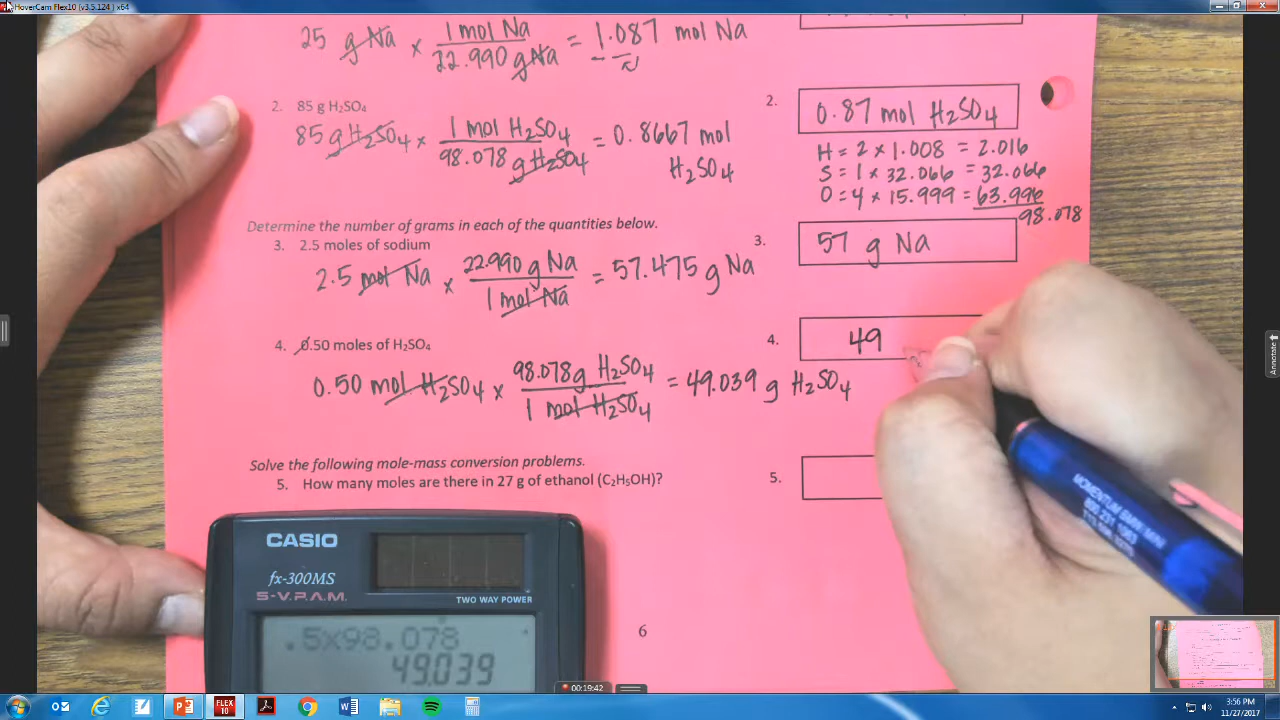 HoverCam Flex10 (v3.5.124) x64
25 g Na × 1 mol Na / 22.990 g Na = 1.087 mol Na
2. 85 g H₂SO₄
85 g H₂SO₄ × 1 mol H₂SO₄ / 98.078 g H₂SO₄ = 0.8667 mol
H₂SO₄
2. 0.87 mol H₂SO₄
H = 2 × 1.008 = 2.016
S = 1 × 32.066 = 32.066
O = 4 × 15.999 = 63.996
98.078
Determine the number of grams in each of the quantities below.
3. 2.5 moles of sodium
2.5 mol Na × 22.990 g Na / 1 mol Na = 57.475 g Na
3. 57 g Na
4. 0.50 moles of H₂SO₄
0.50 mol H₂SO₄ × 98.078 g H₂SO₄ / 1 mol H₂SO₄ = 49.039 g H₂SO₄
4. 49
Solve the following mole-mass conversion problems.
5. How many moles are there in 27 g of ethanol (C₂H₅OH)?
5.
CASIO
fx-300MS
S-V.P.A.M.
TWO WAY POWER
.5×98.078
49.039
6
Annotate
00:19:42
FLEX 10
3:56 PM
11/27/2017